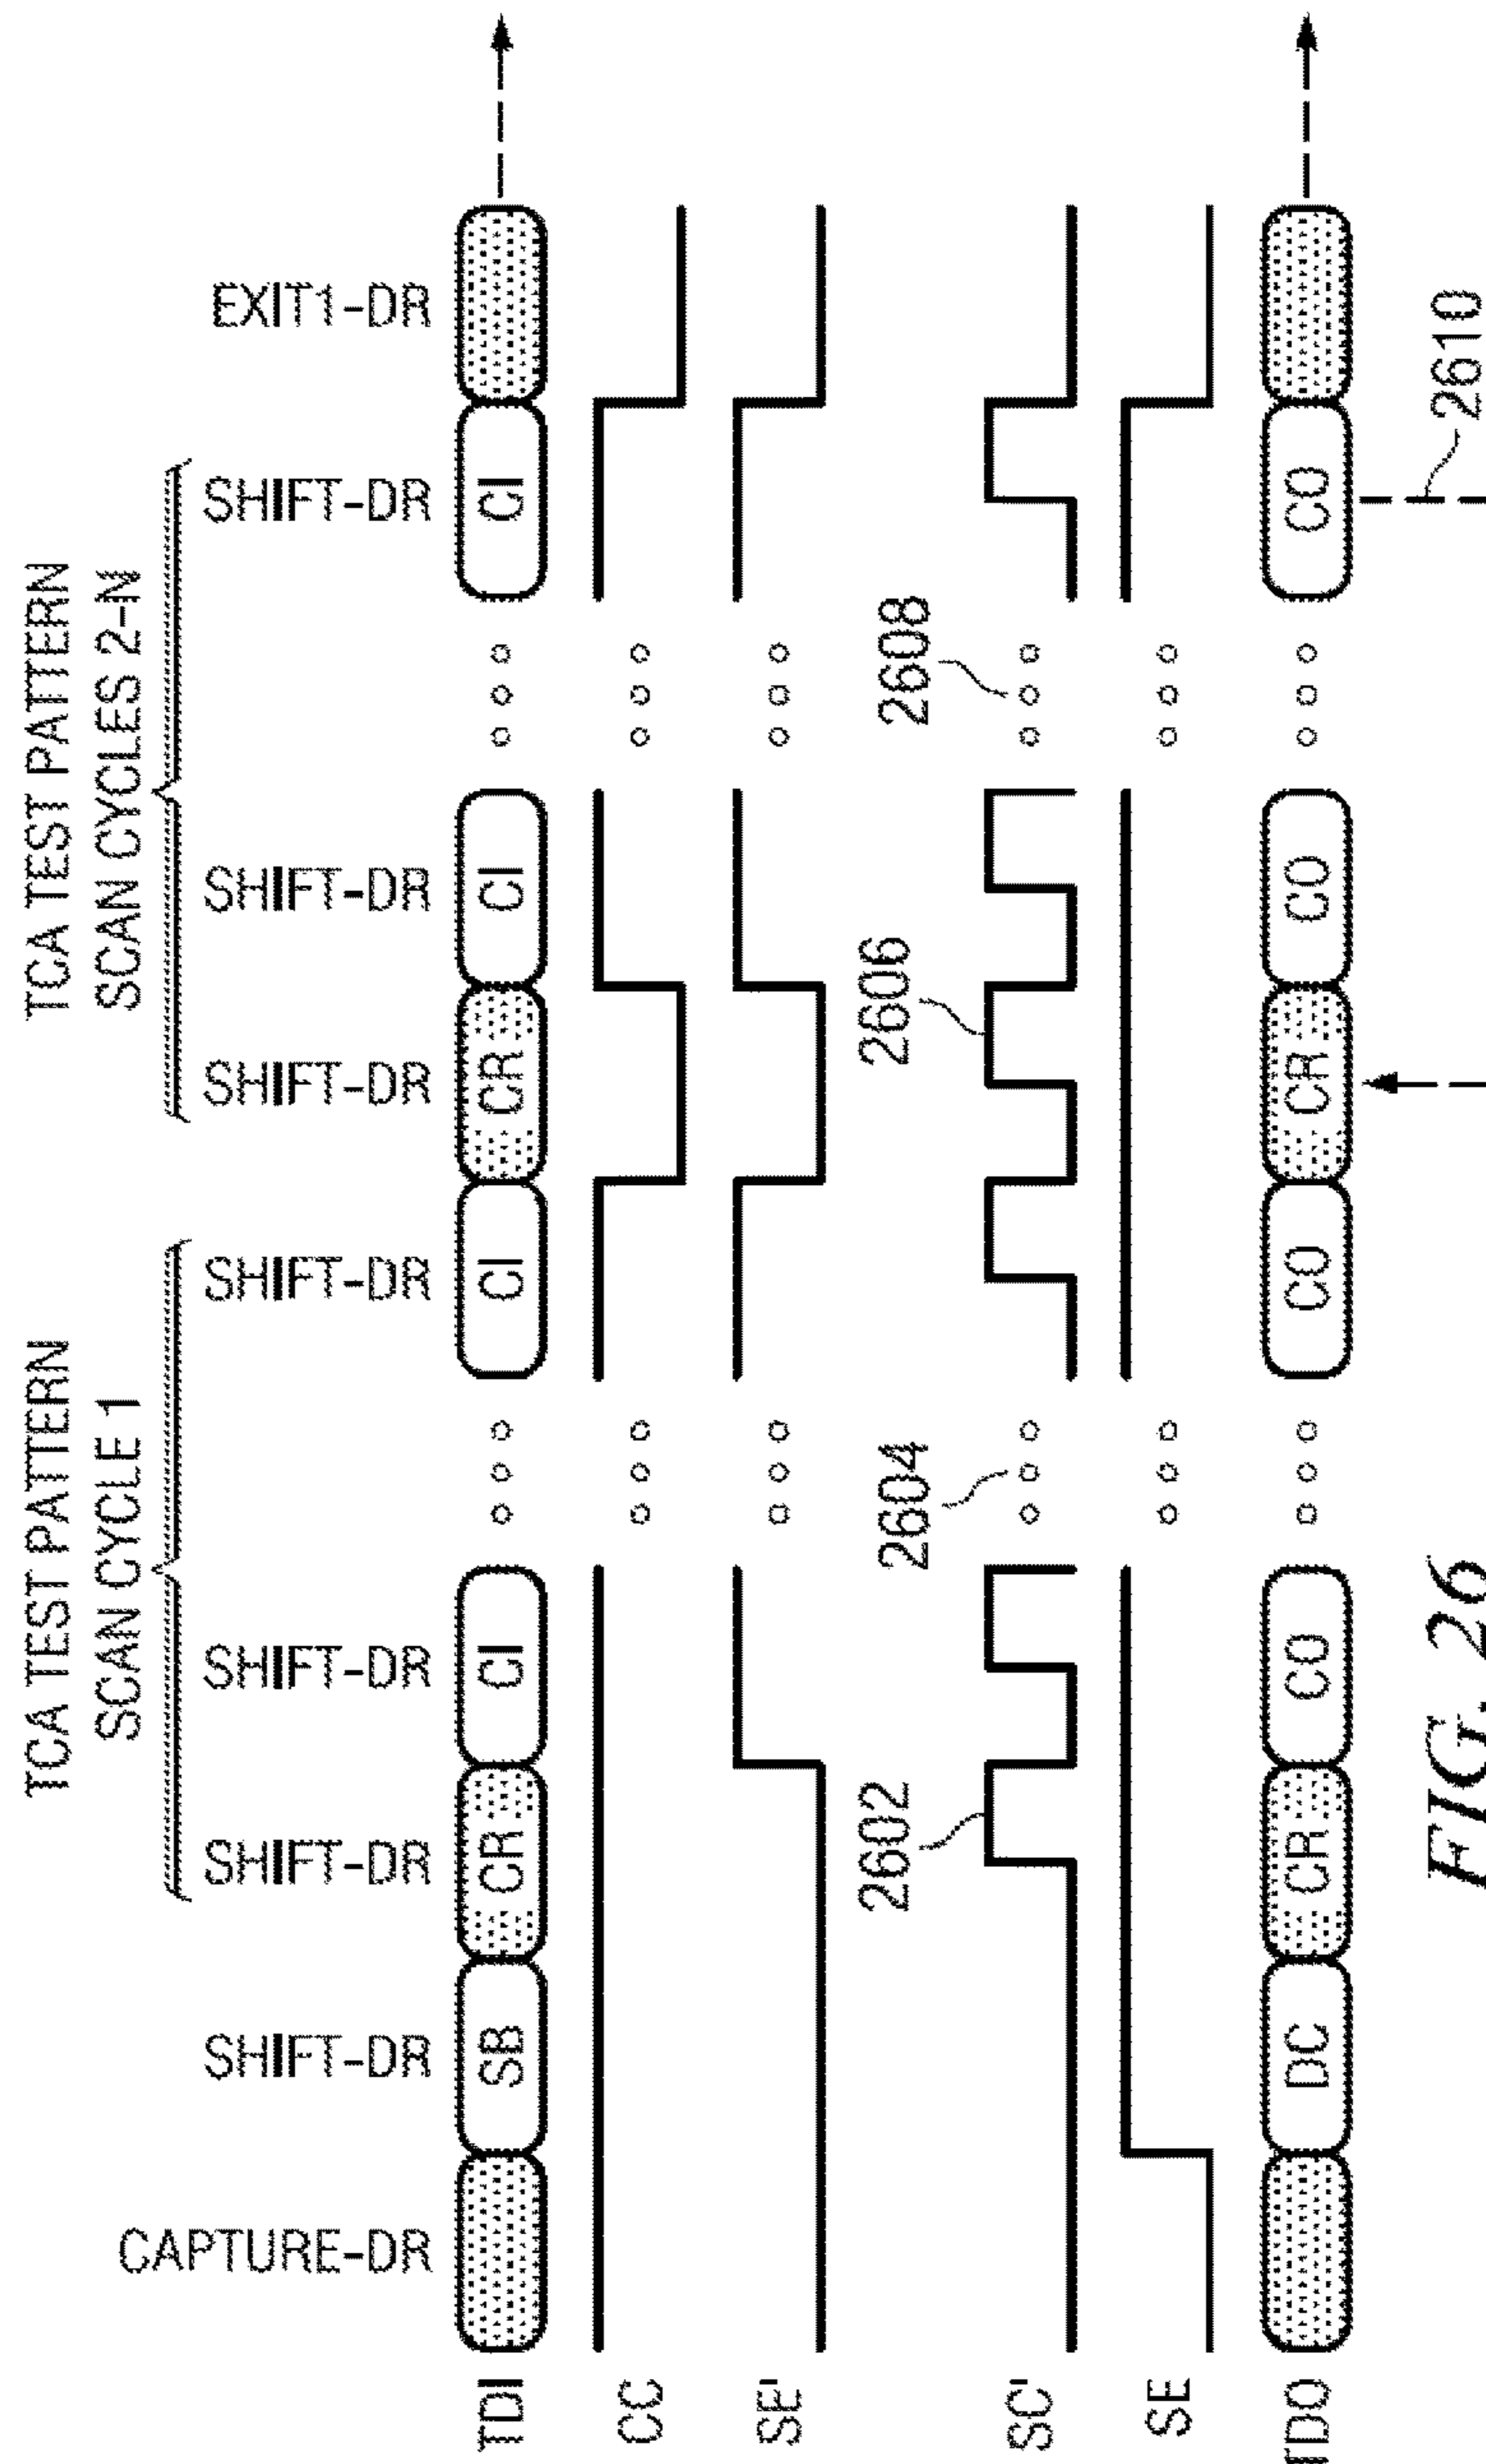 TCA TEST PATTERN
SCAN CYCLE 1
TCA TEST PATTERN
SCAN CYCLES 2-N
CAPTURE-DR SHIFT-DR SHIFT-DR SHIFT-DR SHIFT-DR SHIFT-DR SHIFT-DR SHIFT-DR EXIT1-DR
TDI SB CR CI CI CR CI CI
CC
SE'
2602 2604 2606 2608
SC'
SE
TDO DC CR CO CO CR CO CO
2610
FIG. 26